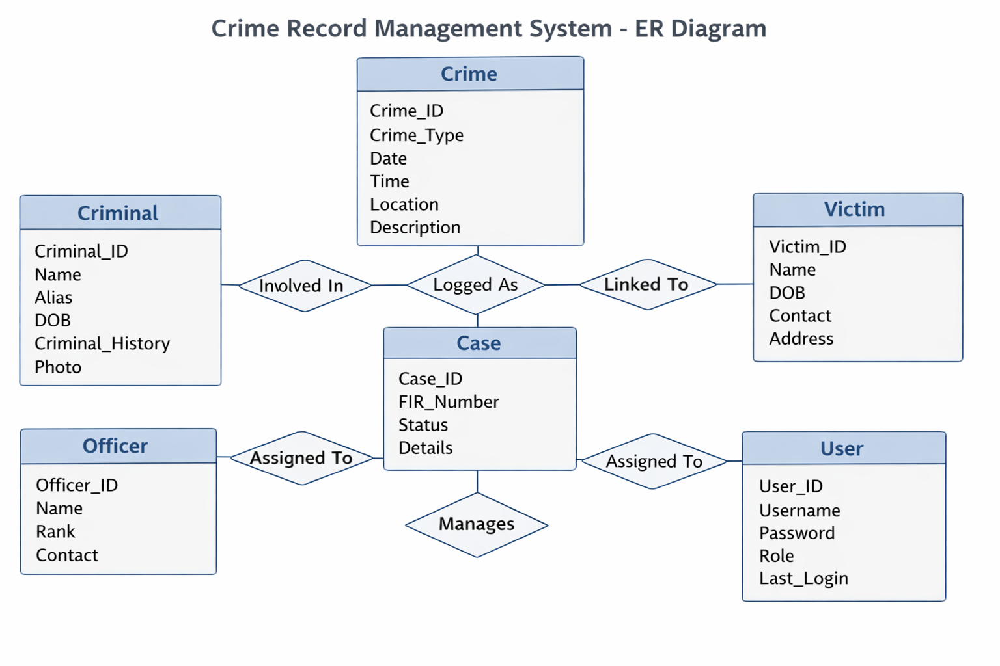 Crime Record Management System - ER Diagram
Crime
Crime_ID
Crime_Type
Date
Time
Location
Description
Criminal
Criminal_ID
Name
Alias
DOB
Criminal_History
Photo
Involved In
Logged As
Linked To
Victim
Victim_ID
Name
DOB
Contact
Address
Case
Case_ID
FIR_Number
Status
Details
Officer
Officer_ID
Name
Rank
Contact
Assigned To
Manages
Assigned To
User
User_ID
Username
Password
Role
Last_Login